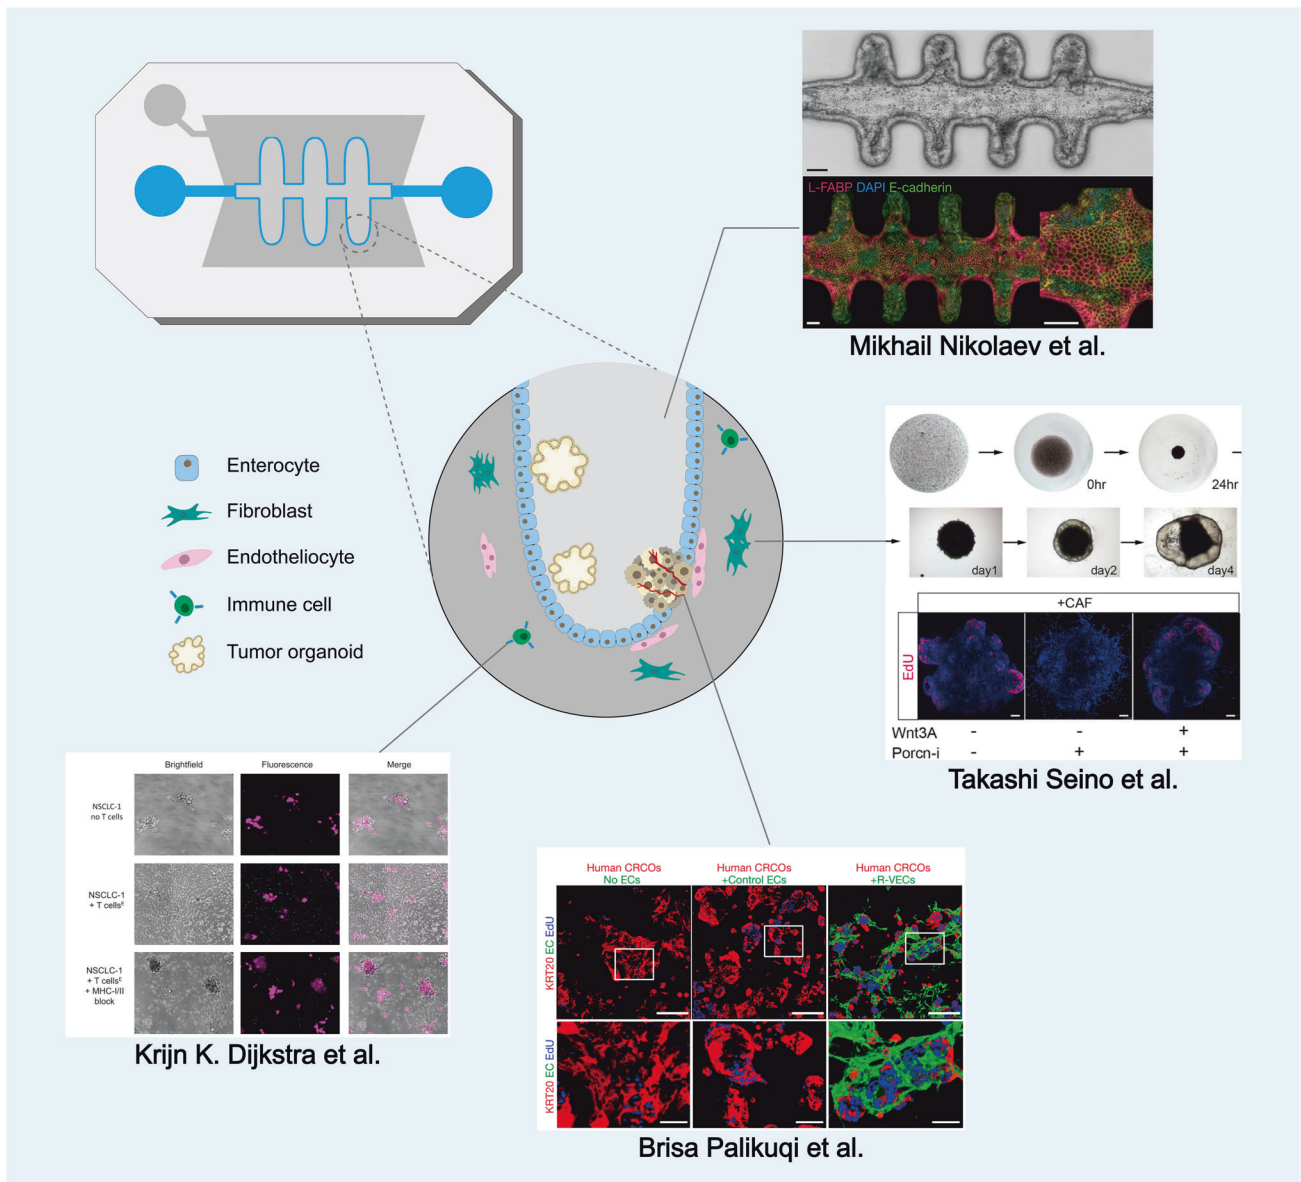 L-FABP DAPI E-cadherin
Mikhail Nikolaev et al.
Enterocyte
Fibroblast
Endotheliocyte
Immune cell
Tumor organoid
0hr
24hr
day1
day2
day4
+CAF
EdU
Wnt3A - - +
Porcn-i - + +
Takashi Seino et al.
Brightfield Fluorescence Merge
NSCLC-1
no T cells
NSCLC-1
+ T cellsᴱ
NSCLC-1
+ T cellsᴱ
+ MHC-I/II
block
Krijn K. Dijkstra et al.
Human CRCOs
No ECs
Human CRCOs
+Control ECs
Human CRCOs
+R-VECs
KRT20 EC EdU
KRT20 EC EdU
Brisa Palikuqi et al.